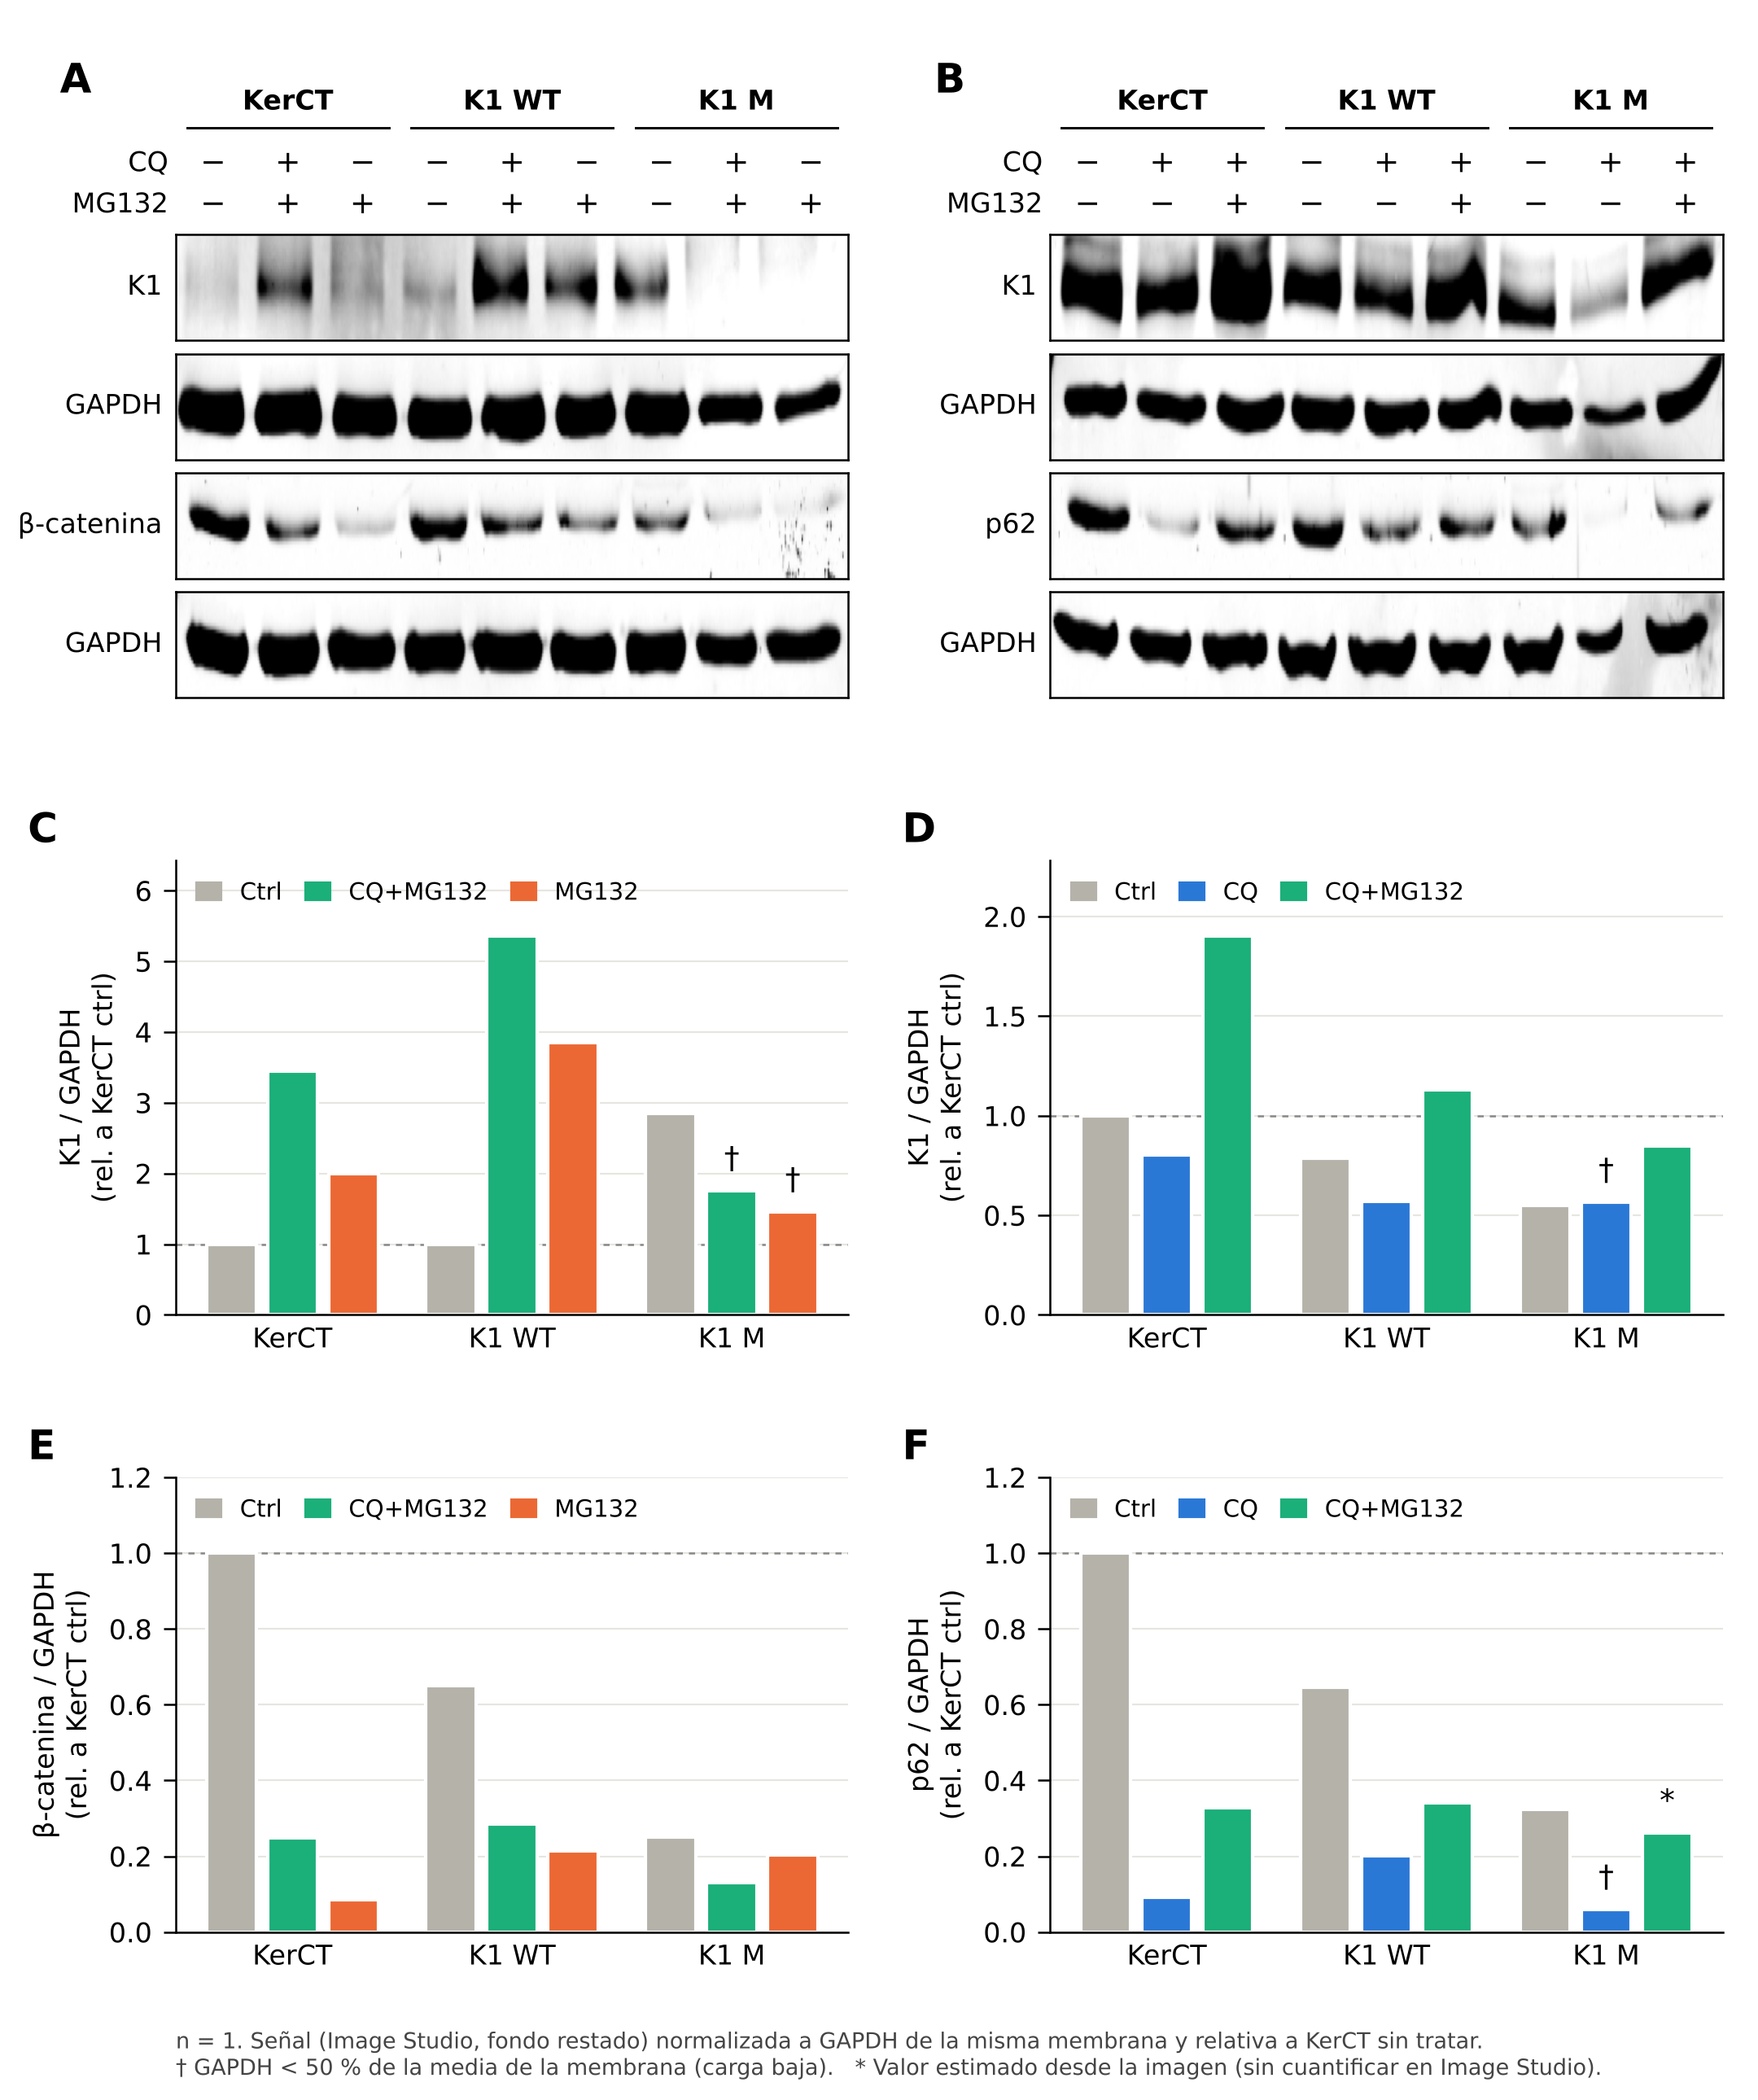 A
KerCT K1 WT K1 M
CQ − + − − + − − + −
MG132 − + + − + + − + +
K1
GAPDH
β-catenina
GAPDH
B
KerCT K1 WT K1 M
CQ − + + − + + − + +
MG132 − − + − − + − − +
K1
GAPDH
p62
GAPDH
C
K1 / GAPDH
(rel. a KerCT ctrl)
6
5
4
3
2
1
0
Ctrl CQ+MG132 MG132
† †
KerCT K1 WT K1 M
D
K1 / GAPDH
(rel. a KerCT ctrl)
2.0
1.5
1.0
0.5
0.0
Ctrl CQ CQ+MG132
†
KerCT K1 WT K1 M
E
β-catenina / GAPDH
(rel. a KerCT ctrl)
1.2
1.0
0.8
0.6
0.4
0.2
0.0
Ctrl CQ+MG132 MG132
KerCT K1 WT K1 M
F
p62 / GAPDH
(rel. a KerCT ctrl)
1.2
1.0
0.8
0.6
0.4
0.2
0.0
Ctrl CQ CQ+MG132
† *
KerCT K1 WT K1 M
n = 1. Señal (Image Studio, fondo restado) normalizada a GAPDH de la misma membrana y relativa a KerCT sin tratar.
† GAPDH < 50 % de la media de la membrana (carga baja). * Valor estimado desde la imagen (sin cuantificar en Image Studio).